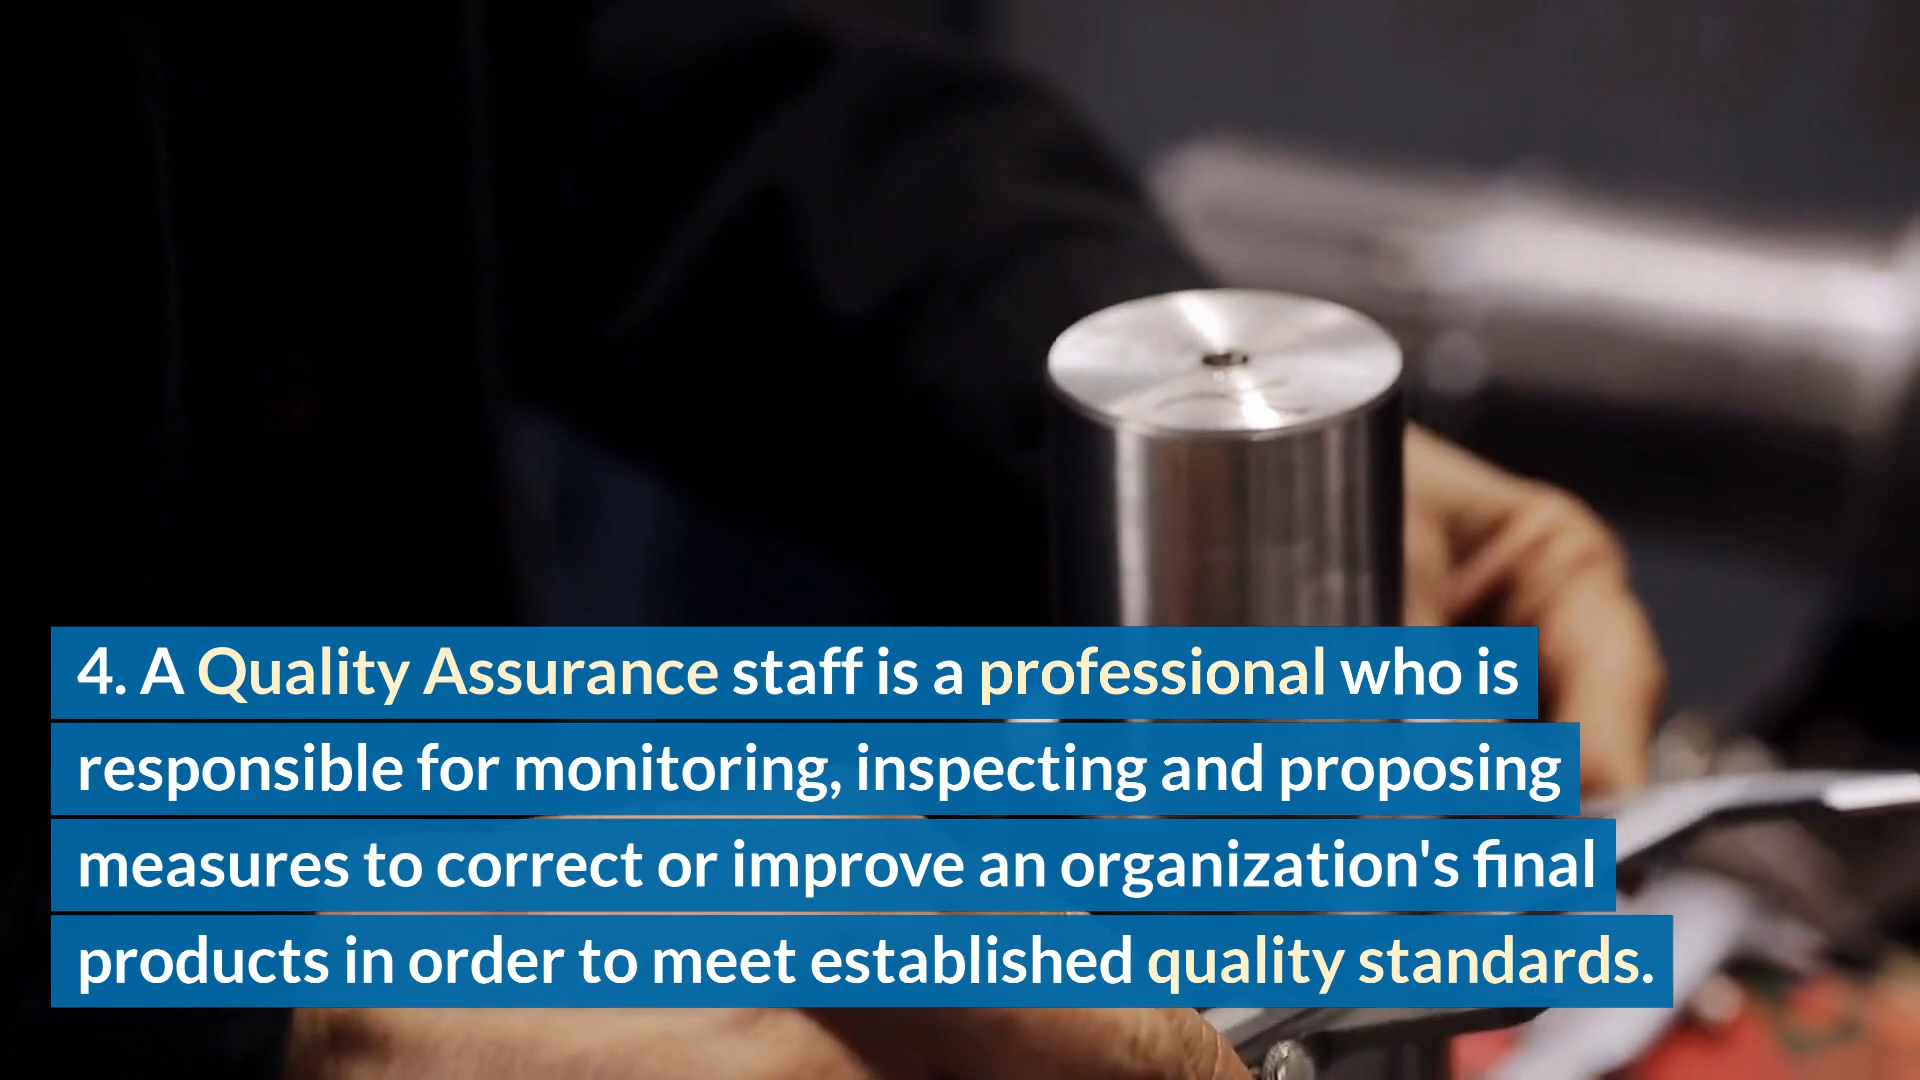 4. A Quality Assurance staff is a professional who is
responsible for monitoring, inspecting and proposing
measures to correct or improve an organization's final
products in order to meet established quality standards.